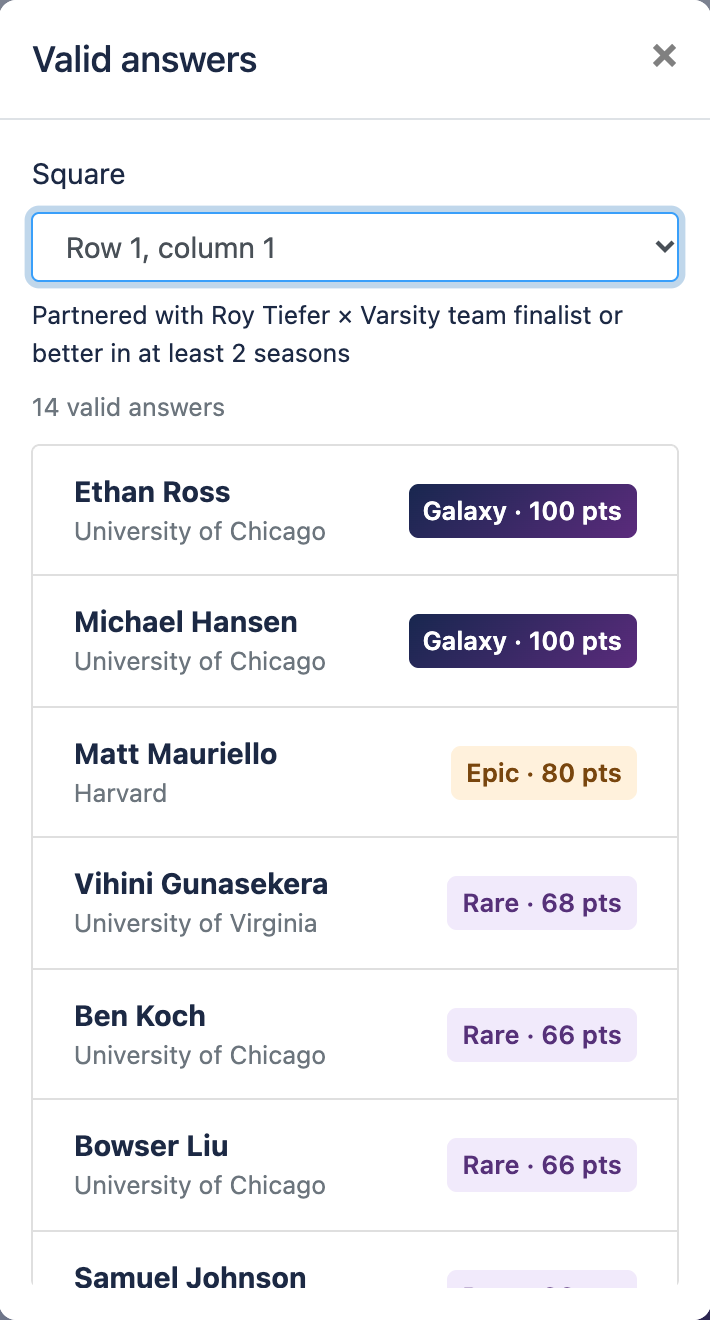 Valid answers
×
Square
Row 1, column 1
Partnered with Roy Tiefer × Varsity team finalist or
better in at least 2 seasons
14 valid answers
Ethan Ross
University of Chicago
Galaxy · 100 pts
Michael Hansen
University of Chicago
Galaxy · 100 pts
Matt Mauriello
Harvard
Epic · 80 pts
Vihini Gunasekera
University of Virginia
Rare · 68 pts
Ben Koch
University of Chicago
Rare · 66 pts
Bowser Liu
University of Chicago
Rare · 66 pts
Samuel Johnson